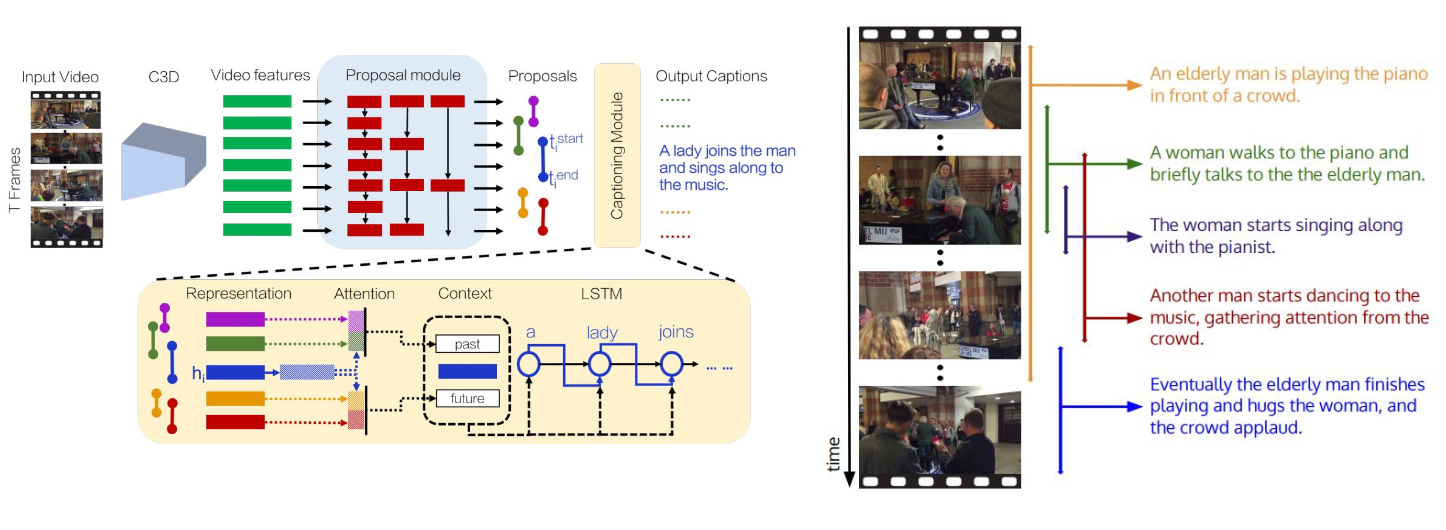 Input Video
C3D
Video features
Proposal module
Proposals
Output Captions
T Frames
t_i^start
t_i^end
Captioning Module
......
......
A lady joins the man
and sings along to
the music.
......
......
Representation
Attention
Context
LSTM
h_i
past
future
a
lady
joins
... ...
time
An elderly man is playing the piano
in front of a crowd.
A woman walks to the piano and
briefly talks to the the elderly man.
The woman starts singing along
with the pianist.
Another man starts dancing to the
music, gathering attention from the
crowd.
Eventually the elderly man finishes
playing and hugs the woman, and
the crowd applaud.